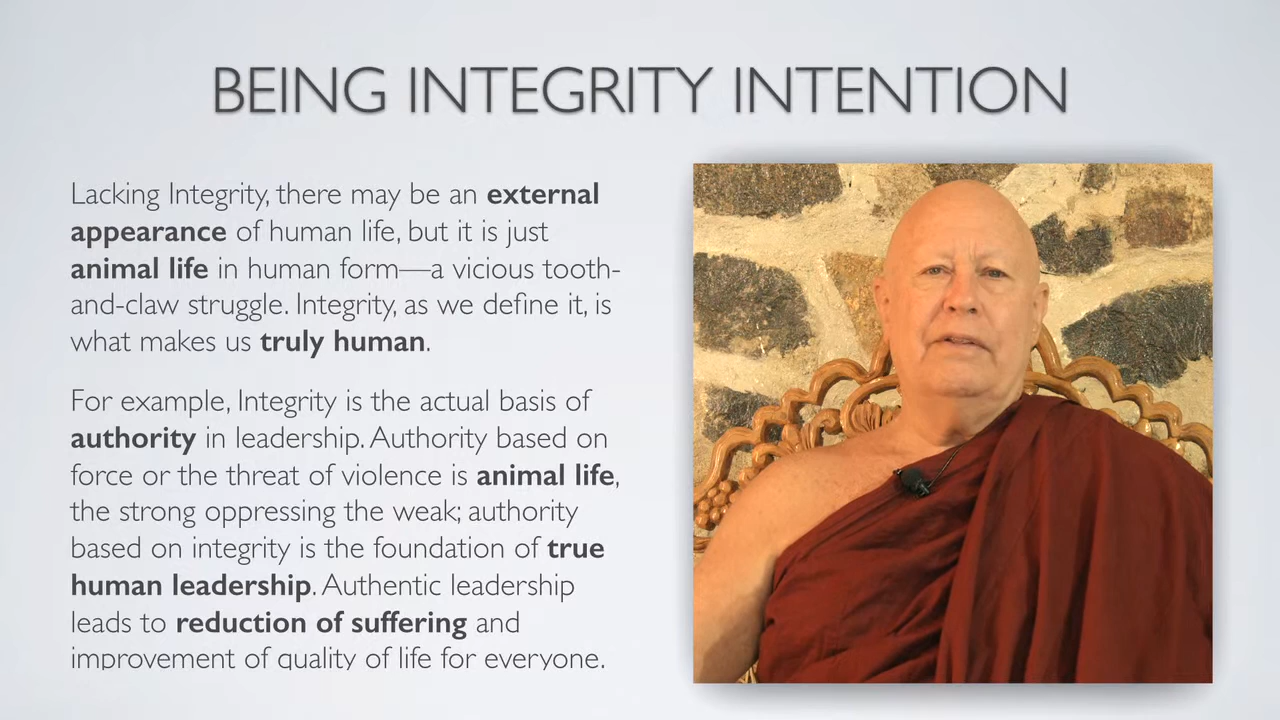 BEING INTEGRITY INTENTION
Lacking Integrity, there may be an external
appearance of human life, but it is just
animal life in human form—a vicious tooth-
and-claw struggle. Integrity, as we define it, is
what makes us truly human.
For example, Integrity is the actual basis of
authority in leadership. Authority based on
force or the threat of violence is animal life,
the strong oppressing the weak; authority
based on integrity is the foundation of true
human leadership. Authentic leadership
leads to reduction of suffering and
improvement of quality of life for everyone.